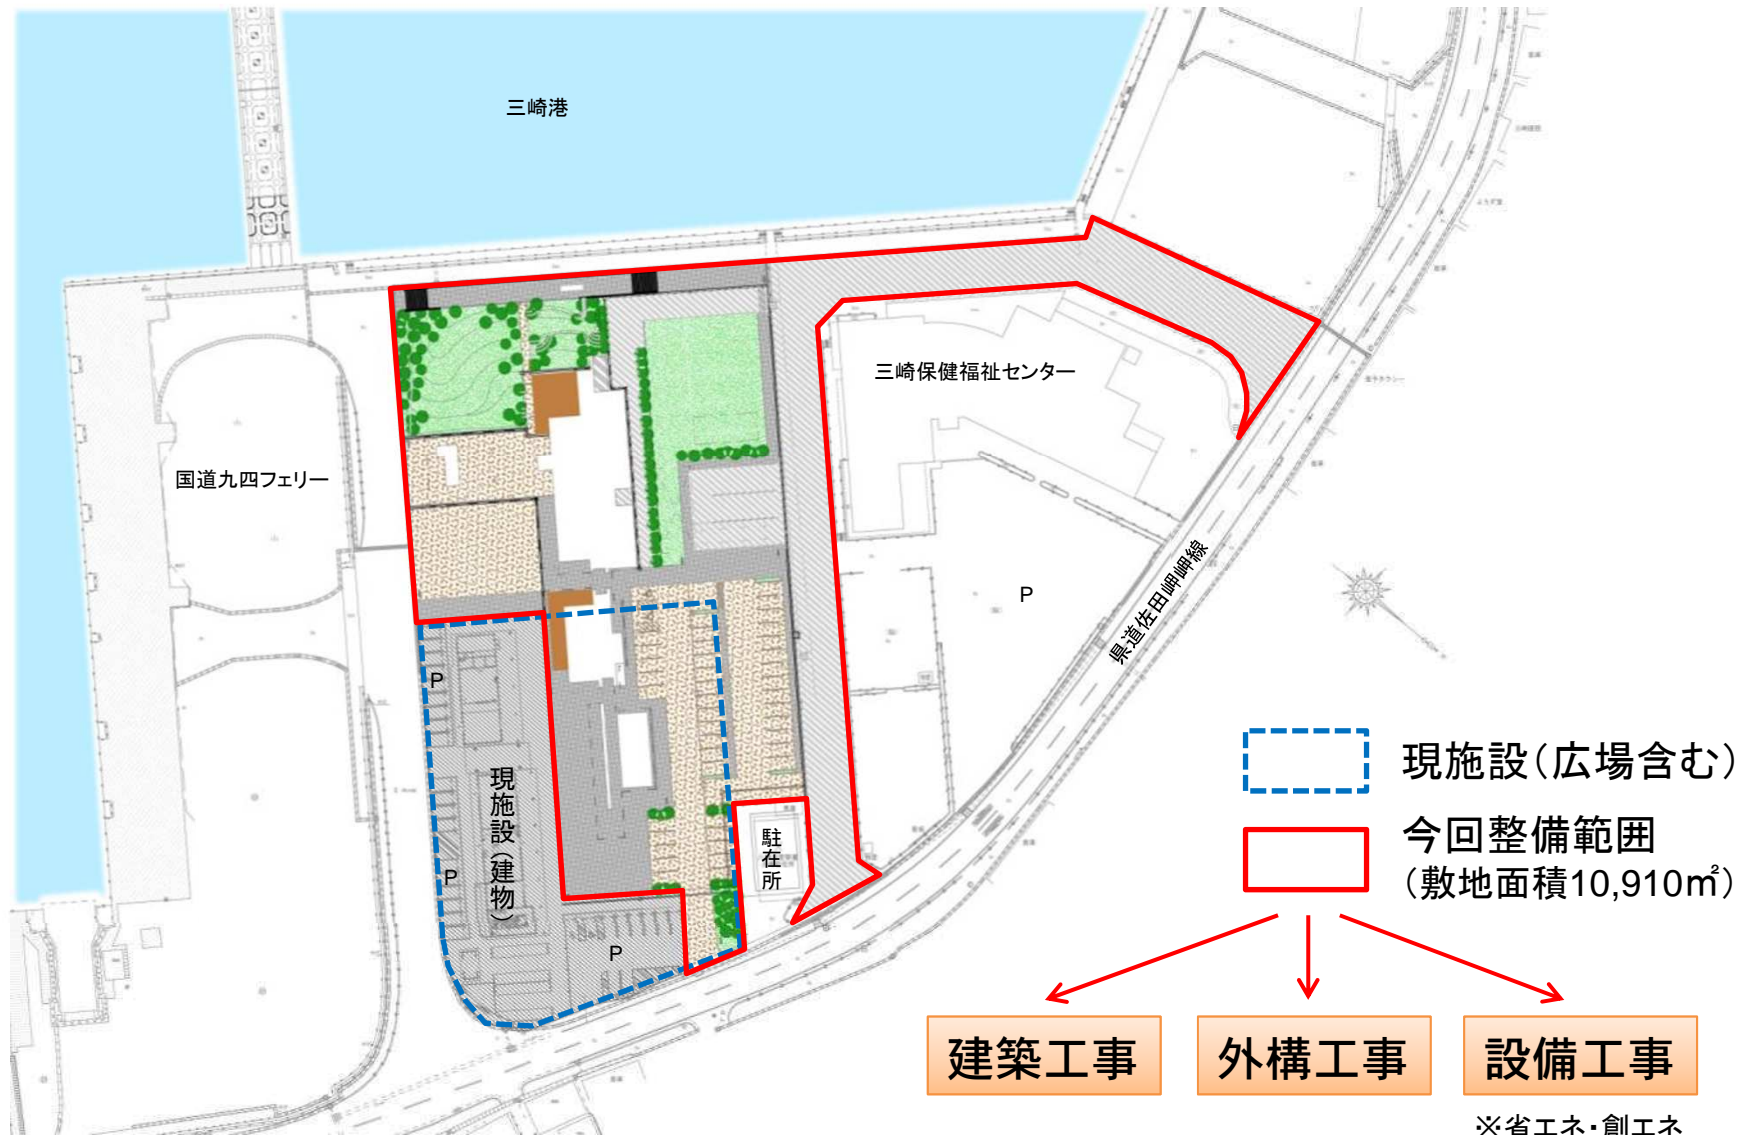 三崎港
三崎保健福祉センター
国道九四フェリー
P
県道佐田岬線
P
現施設(建物)
P
駐在所
P
現施設(広場含む)
今回整備範囲
(敷地面積10,910㎡)
建築工事
外構工事
設備工事
※省エネ・創エネ